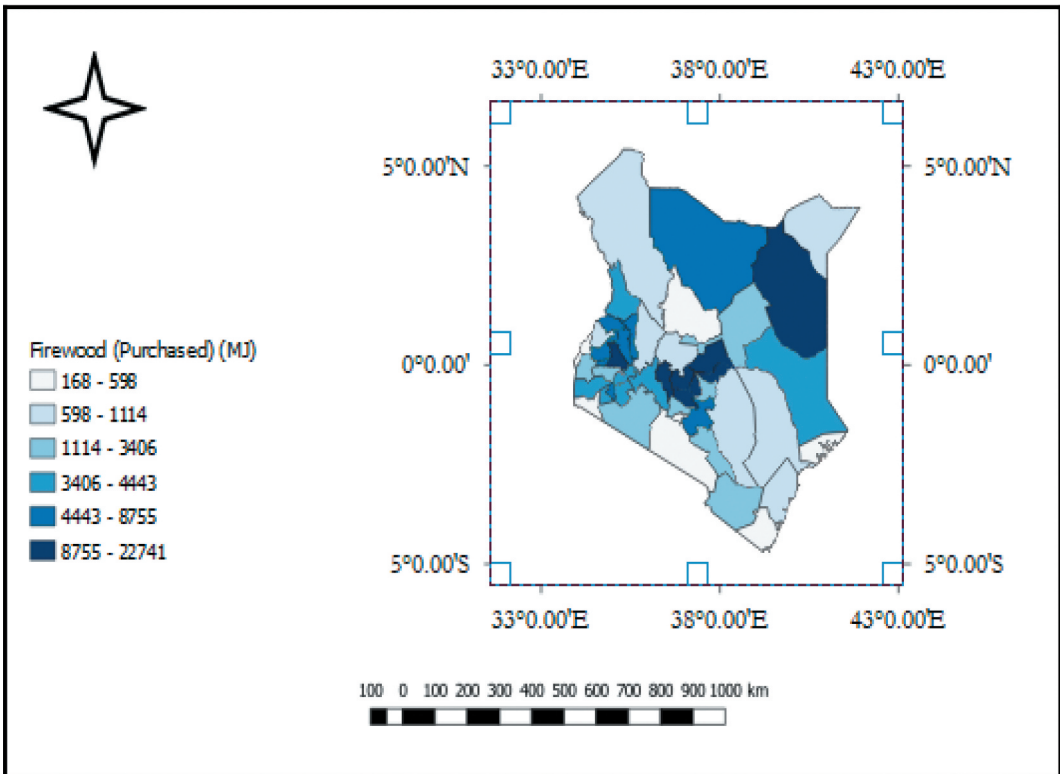 33°0.00'E 38°0.00'E 43°0.00'E
5°0.00'N 5°0.00'N
Firewood (Purchased) (MJ)
168 - 598
598 - 1114
1114 - 3406
3406 - 4443
4443 - 8755
8755 - 22741
0°0.00' 0°0.00'
5°0.00'S 5°0.00'S
33°0.00'E 38°0.00'E 43°0.00'E
100 0 100 200 300 400 500 600 700 800 900 1000 km